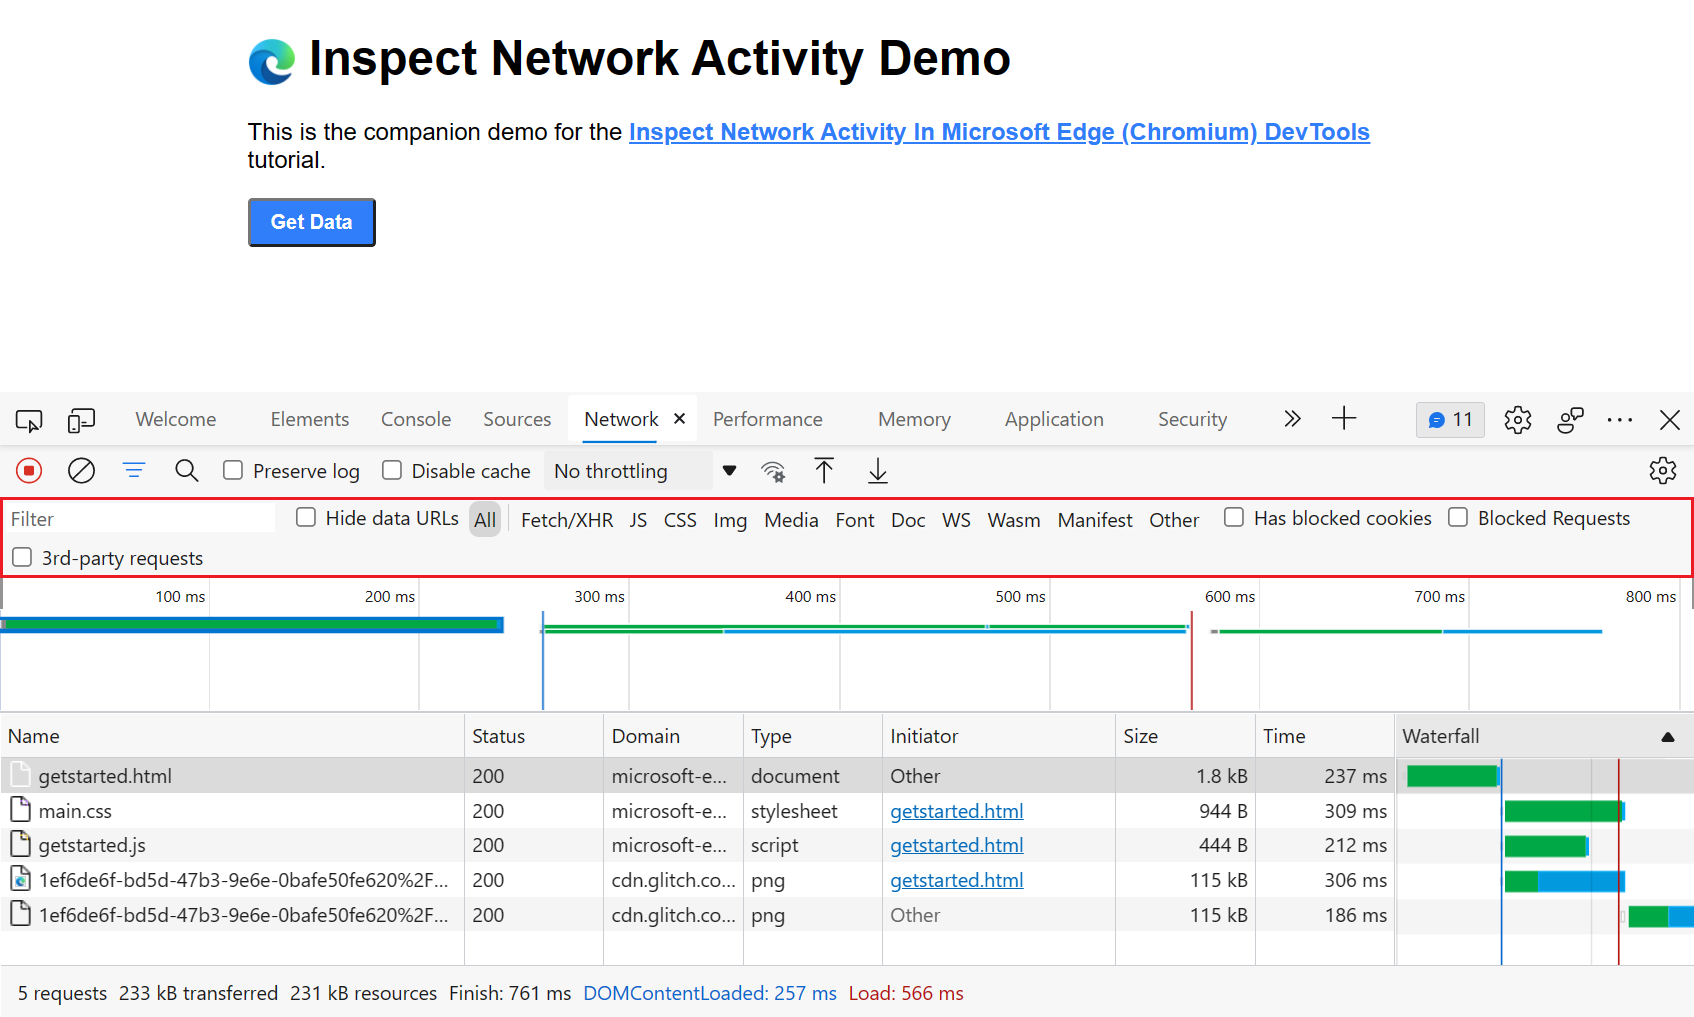 Inspect Network Activity Demo
This is the companion demo for the Inspect Network Activity In Microsoft Edge (Chromium) DevTools
tutorial.
Get Data
Welcome Elements Console Sources Network × Performance Memory Application Security 11
Preserve log Disable cache No throttling
Filter Hide data URLs All Fetch/XHR JS CSS Img Media Font Doc WS Wasm Manifest Other Has blocked cookies Blocked Requests
3rd-party requests
100 ms 200 ms 300 ms 400 ms 500 ms 600 ms 700 ms 800 ms
Name Status Domain Type Initiator Size Time Waterfall
getstarted.html 200 microsoft-e... document Other 1.8 kB 237 ms
main.css 200 microsoft-e... stylesheet getstarted.html 944 B 309 ms
getstarted.js 200 microsoft-e... script getstarted.html 444 B 212 ms
1ef6de6f-bd5d-47b3-9e6e-0bafe50fe620%2F... 200 cdn.glitch.co... png getstarted.html 115 kB 306 ms
1ef6de6f-bd5d-47b3-9e6e-0bafe50fe620%2F... 200 cdn.glitch.co... png Other 115 kB 186 ms
5 requests 233 kB transferred 231 kB resources Finish: 761 ms DOMContentLoaded: 257 ms Load: 566 ms